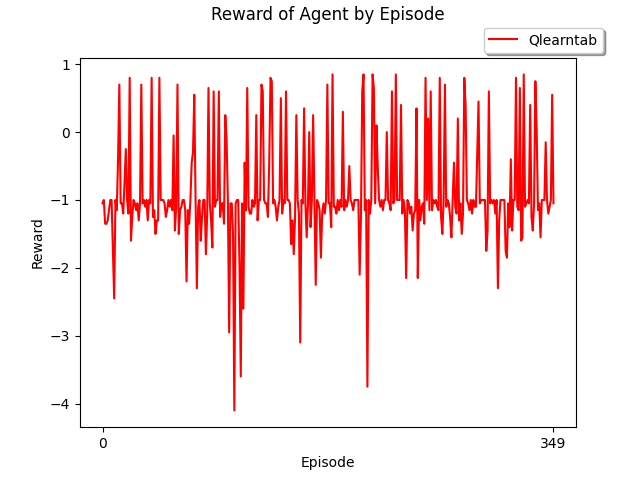 Reward of Agent by Episode
Qlearntab
1
0
−1
−2
−3
−4
Reward
0
349
Episode